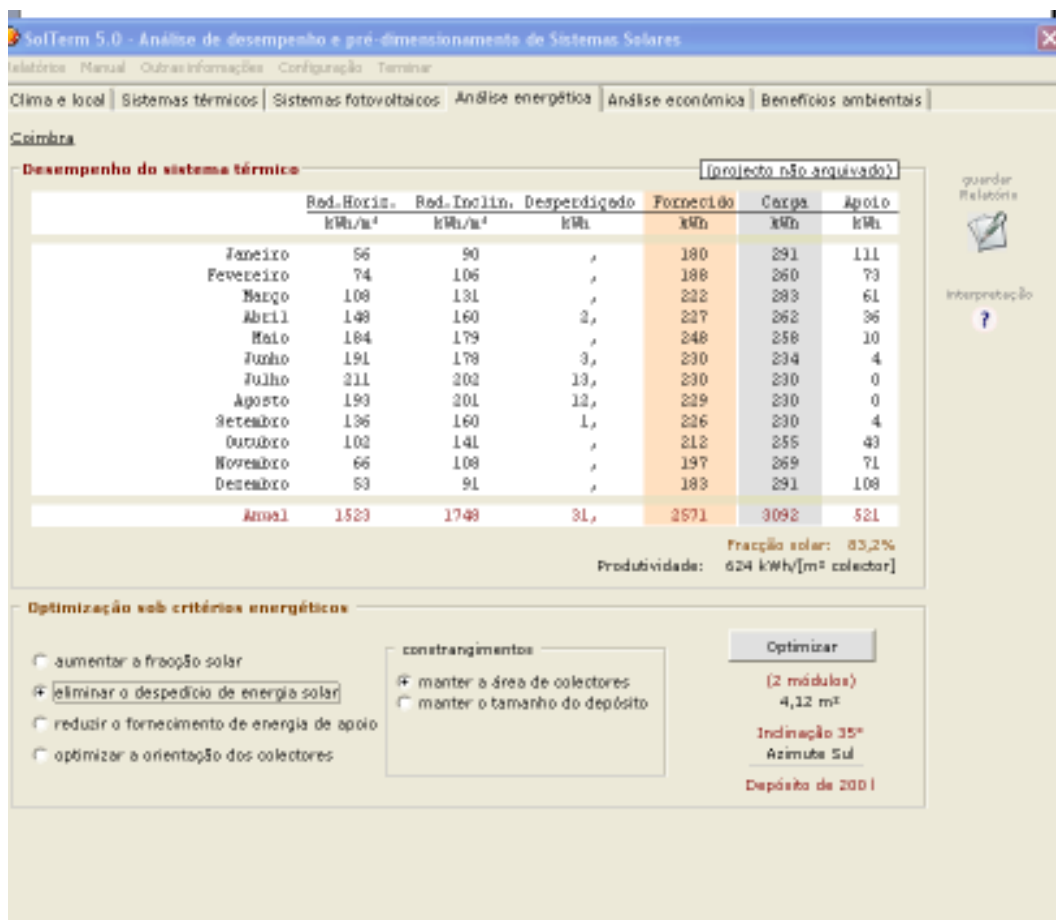 SolTerm 5.0 - Análise de desempenho e pré-dimensionamento de Sistemas Solares
Relatórios Manual Outras informações Configuração Terminar
Clima e local Sistemas térmicos Sistemas fotovoltaicos Análise energética Análise económica Benefícios ambientais
Coimbra
Desempenho do sistema térmico (projecto não arquivado)
guardar
Relatório
Rad.Horiz. Rad.Inclin. Desperdiçado Fornecido Carga Apoio
kWh/m² kWh/m² kWh kWh kWh kWh
Janeiro 56 90 , 180 291 111
Fevereiro 74 106 , 188 260 73
Março 108 131 , 222 283 61
Abril 148 160 2, 227 262 36
Maio 184 179 , 248 258 10
Junho 191 178 3, 230 234 4
Julho 211 202 13, 230 230 0
Agosto 193 201 12, 229 230 0
Setembro 136 160 1, 226 230 4
Outubro 102 141 , 212 255 43
Novembro 66 108 , 197 269 71
Dezembro 53 91 , 183 291 108
Anual 1523 1748 31, 2571 3092 521
interpretação
?
Fracção solar: 83,2%
Produtividade: 624 kWh/[m² colector]
Optimização sob critérios energéticos
aumentar a fracção solar
eliminar o despedício de energia solar
reduzir o fornecimento de energia de apoio
optimizar a orientação dos colectores
constrangimentos
manter a área de colectores
manter o tamanho do depósito
Optimizar
(2 módulos)
4,12 m²
Inclinação 35°
Azimute Sul
Depósito de 200 l